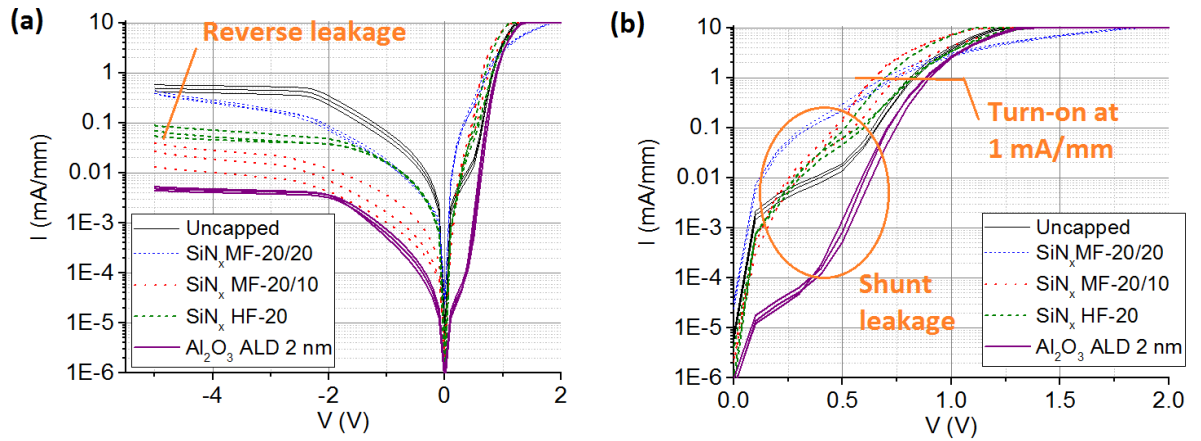 (a)
10
1
0.1
0.01
1E-3
1E-4
1E-5
1E-6
I (mA/mm)
Reverse leakage
Uncapped
SiNₓMF-20/20
SiNₓ MF-20/10
SiNₓ HF-20
Al₂O₃ ALD 2 nm
-4
-2
0
2
V (V)
(b)
10
1
0.1
0.01
1E-3
1E-4
1E-5
1E-6
I (mA/mm)
Turn-on at
1 mA/mm
Shunt
leakage
Uncapped
SiNₓMF-20/20
SiNₓ MF-20/10
SiNₓ HF-20
Al₂O₃ ALD 2 nm
0.0
0.5
1.0
1.5
2.0
V (V)